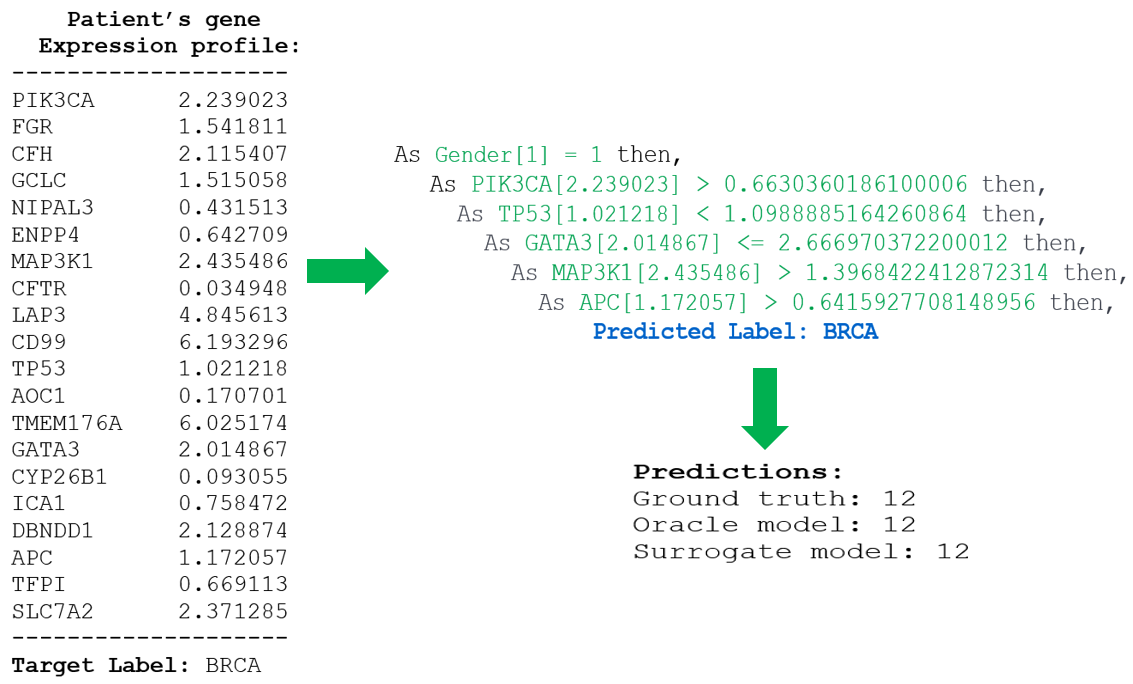 Patient's gene
Expression profile:
--------------------
PIK3CA 2.239023
FGR 1.541811
CFH 2.115407
GCLC 1.515058
NIPAL3 0.431513
ENPP4 0.642709
MAP3K1 2.435486
CFTR 0.034948
LAP3 4.845613
CD99 6.193296
TP53 1.021218
AOC1 0.170701
TMEM176A 6.025174
GATA3 2.014867
CYP26B1 0.093055
ICA1 0.758472
DBNDD1 2.128874
APC 1.172057
TFPI 0.669113
SLC7A2 2.371285
--------------------
Target Label: BRCA
As Gender[1] = 1 then,
As PIK3CA[2.239023] > 0.6630360186100006 then,
As TP53[1.021218] < 1.0988885164260864 then,
As GATA3[2.014867] <= 2.666970372200012 then,
As MAP3K1[2.435486] > 1.3968422412872314 then,
As APC[1.172057] > 0.6415927708148956 then,
Predicted Label: BRCA
Predictions:
Ground truth: 12
Oracle model: 12
Surrogate model: 12